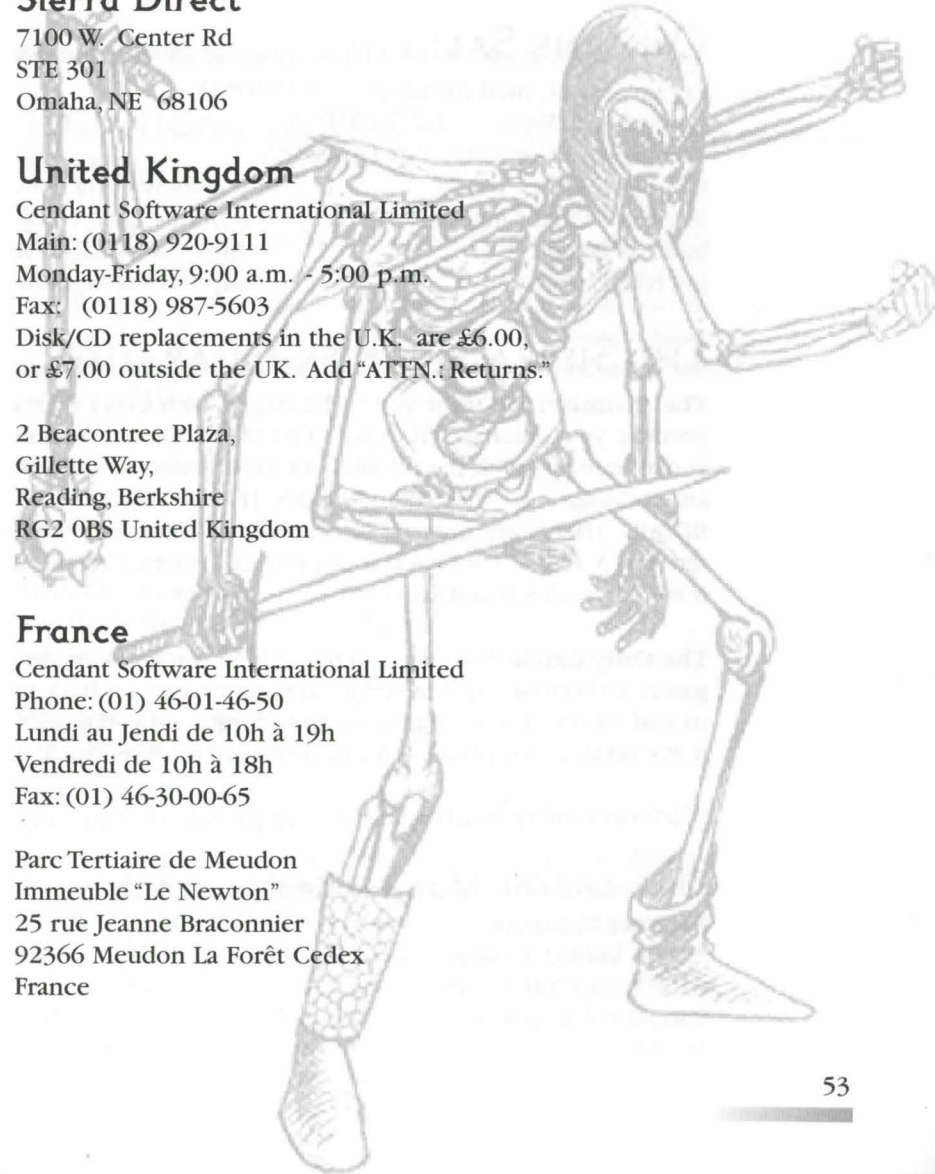 Sierra Direct
7100 W. Center Rd
STE 301
Omaha, NE 68106
United Kingdom
Cendant Software International Limited
Main: (0118) 920-9111
Monday-Friday, 9:00 a.m. - 5:00 p.m.
Fax: (0118) 987-5603
Disk/CD replacements in the U.K. are £6.00,
or £7.00 outside the UK. Add "ATTN.: Returns."
2 Beacontree Plaza,
Gillette Way,
Reading, Berkshire
RG2 0BS United Kingdom
France
Cendant Software International Limited
Phone: (01) 46-01-46-50
Lundi au Jendi de 10h à 19h
Vendredi de 10h à 18h
Fax: (01) 46-30-00-65
Parc Tertiaire de Meudon
Immeuble "Le Newton"
25 rue Jeanne Braconnier
92366 Meudon La Forêt Cedex
France
53